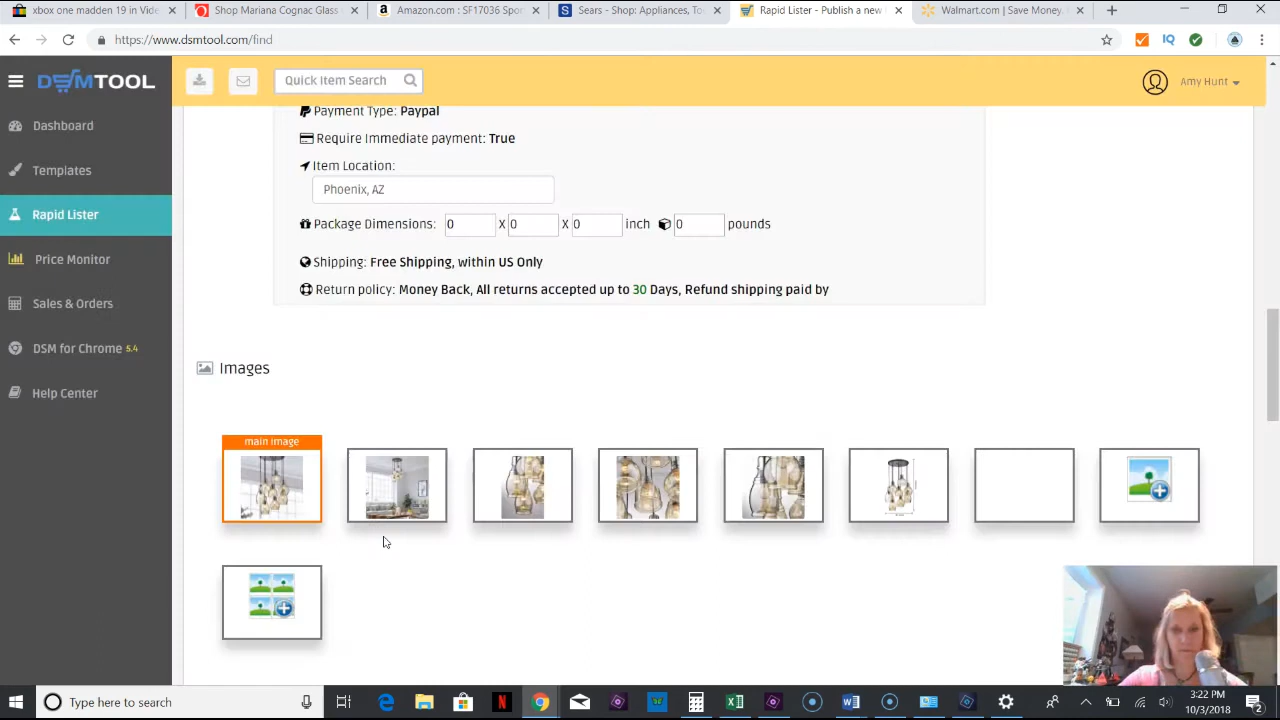 xbox one madden 19 in Vide
Shop Mariana Cognac Glass
Amazon.com : SF17036 Spor
Sears - Shop: Appliances, To
Rapid Lister - Publish a new
Walmart.com | Save Money.
https://www.dsmtool.com/find
IQ
DSMTOOL
Quick Item Search
Amy Hunt
Dashboard
Templates
Rapid Lister
Price Monitor
Sales & Orders
DSM for Chrome 5.4
Help Center
Payment Type: Paypal
Require Immediate payment: True
Item Location:
Phoenix, AZ
Package Dimensions: 0 X 0 X 0 inch 0 pounds
Shipping: Free Shipping, within US Only
Return policy: Money Back, All returns accepted up to 30 Days, Refund shipping paid by
Images
main image
Type here to search
3:22 PM
10/3/2018